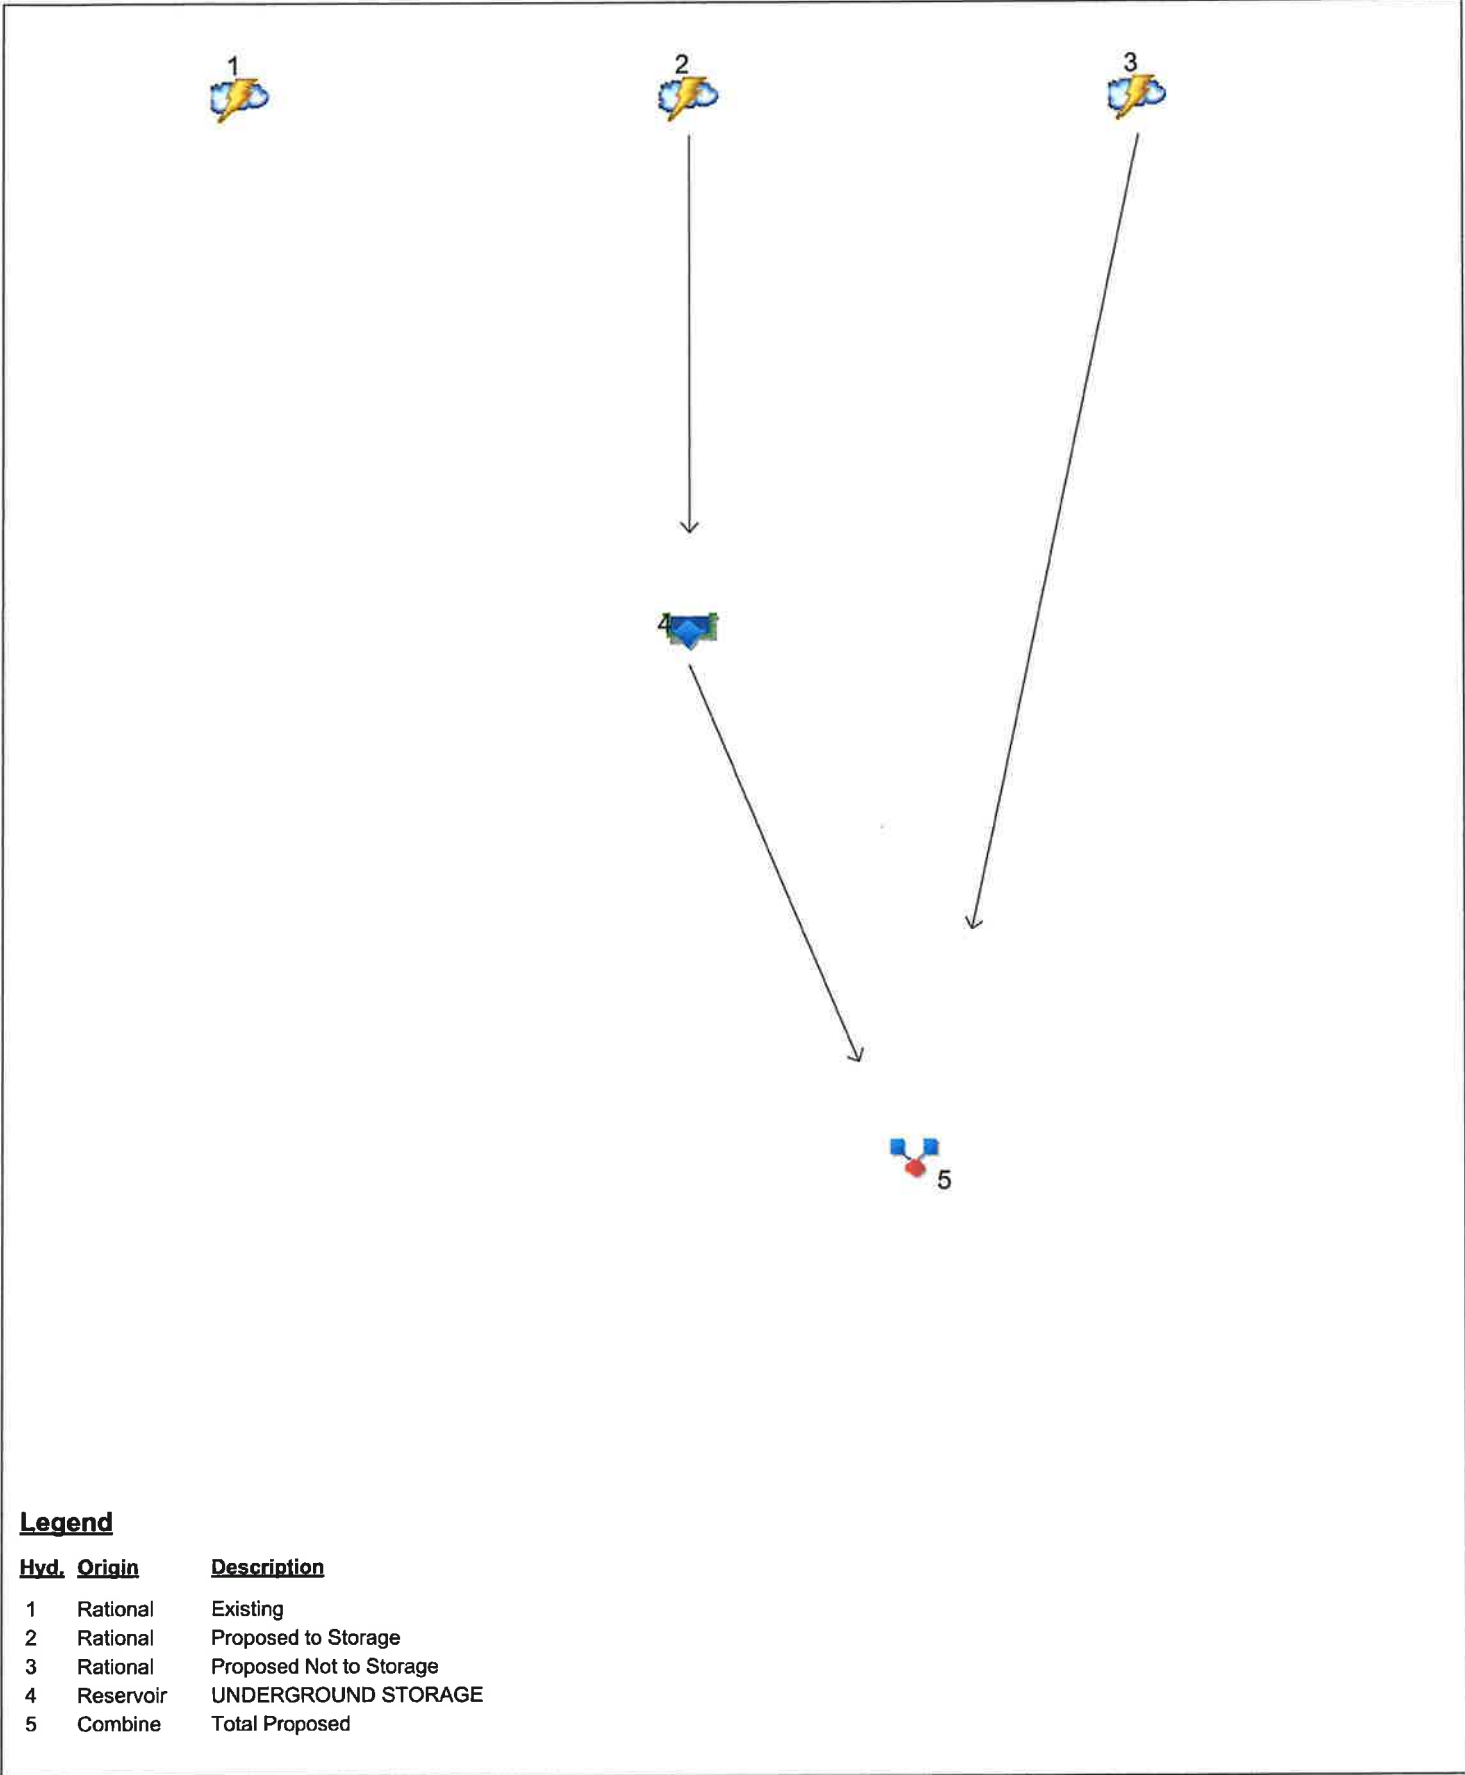 1 2 3
4
5
Legend
Hyd. Origin Description
1 Rational Existing
2 Rational Proposed to Storage
3 Rational Proposed Not to Storage
4 Reservoir UNDERGROUND STORAGE
5 Combine Total Proposed